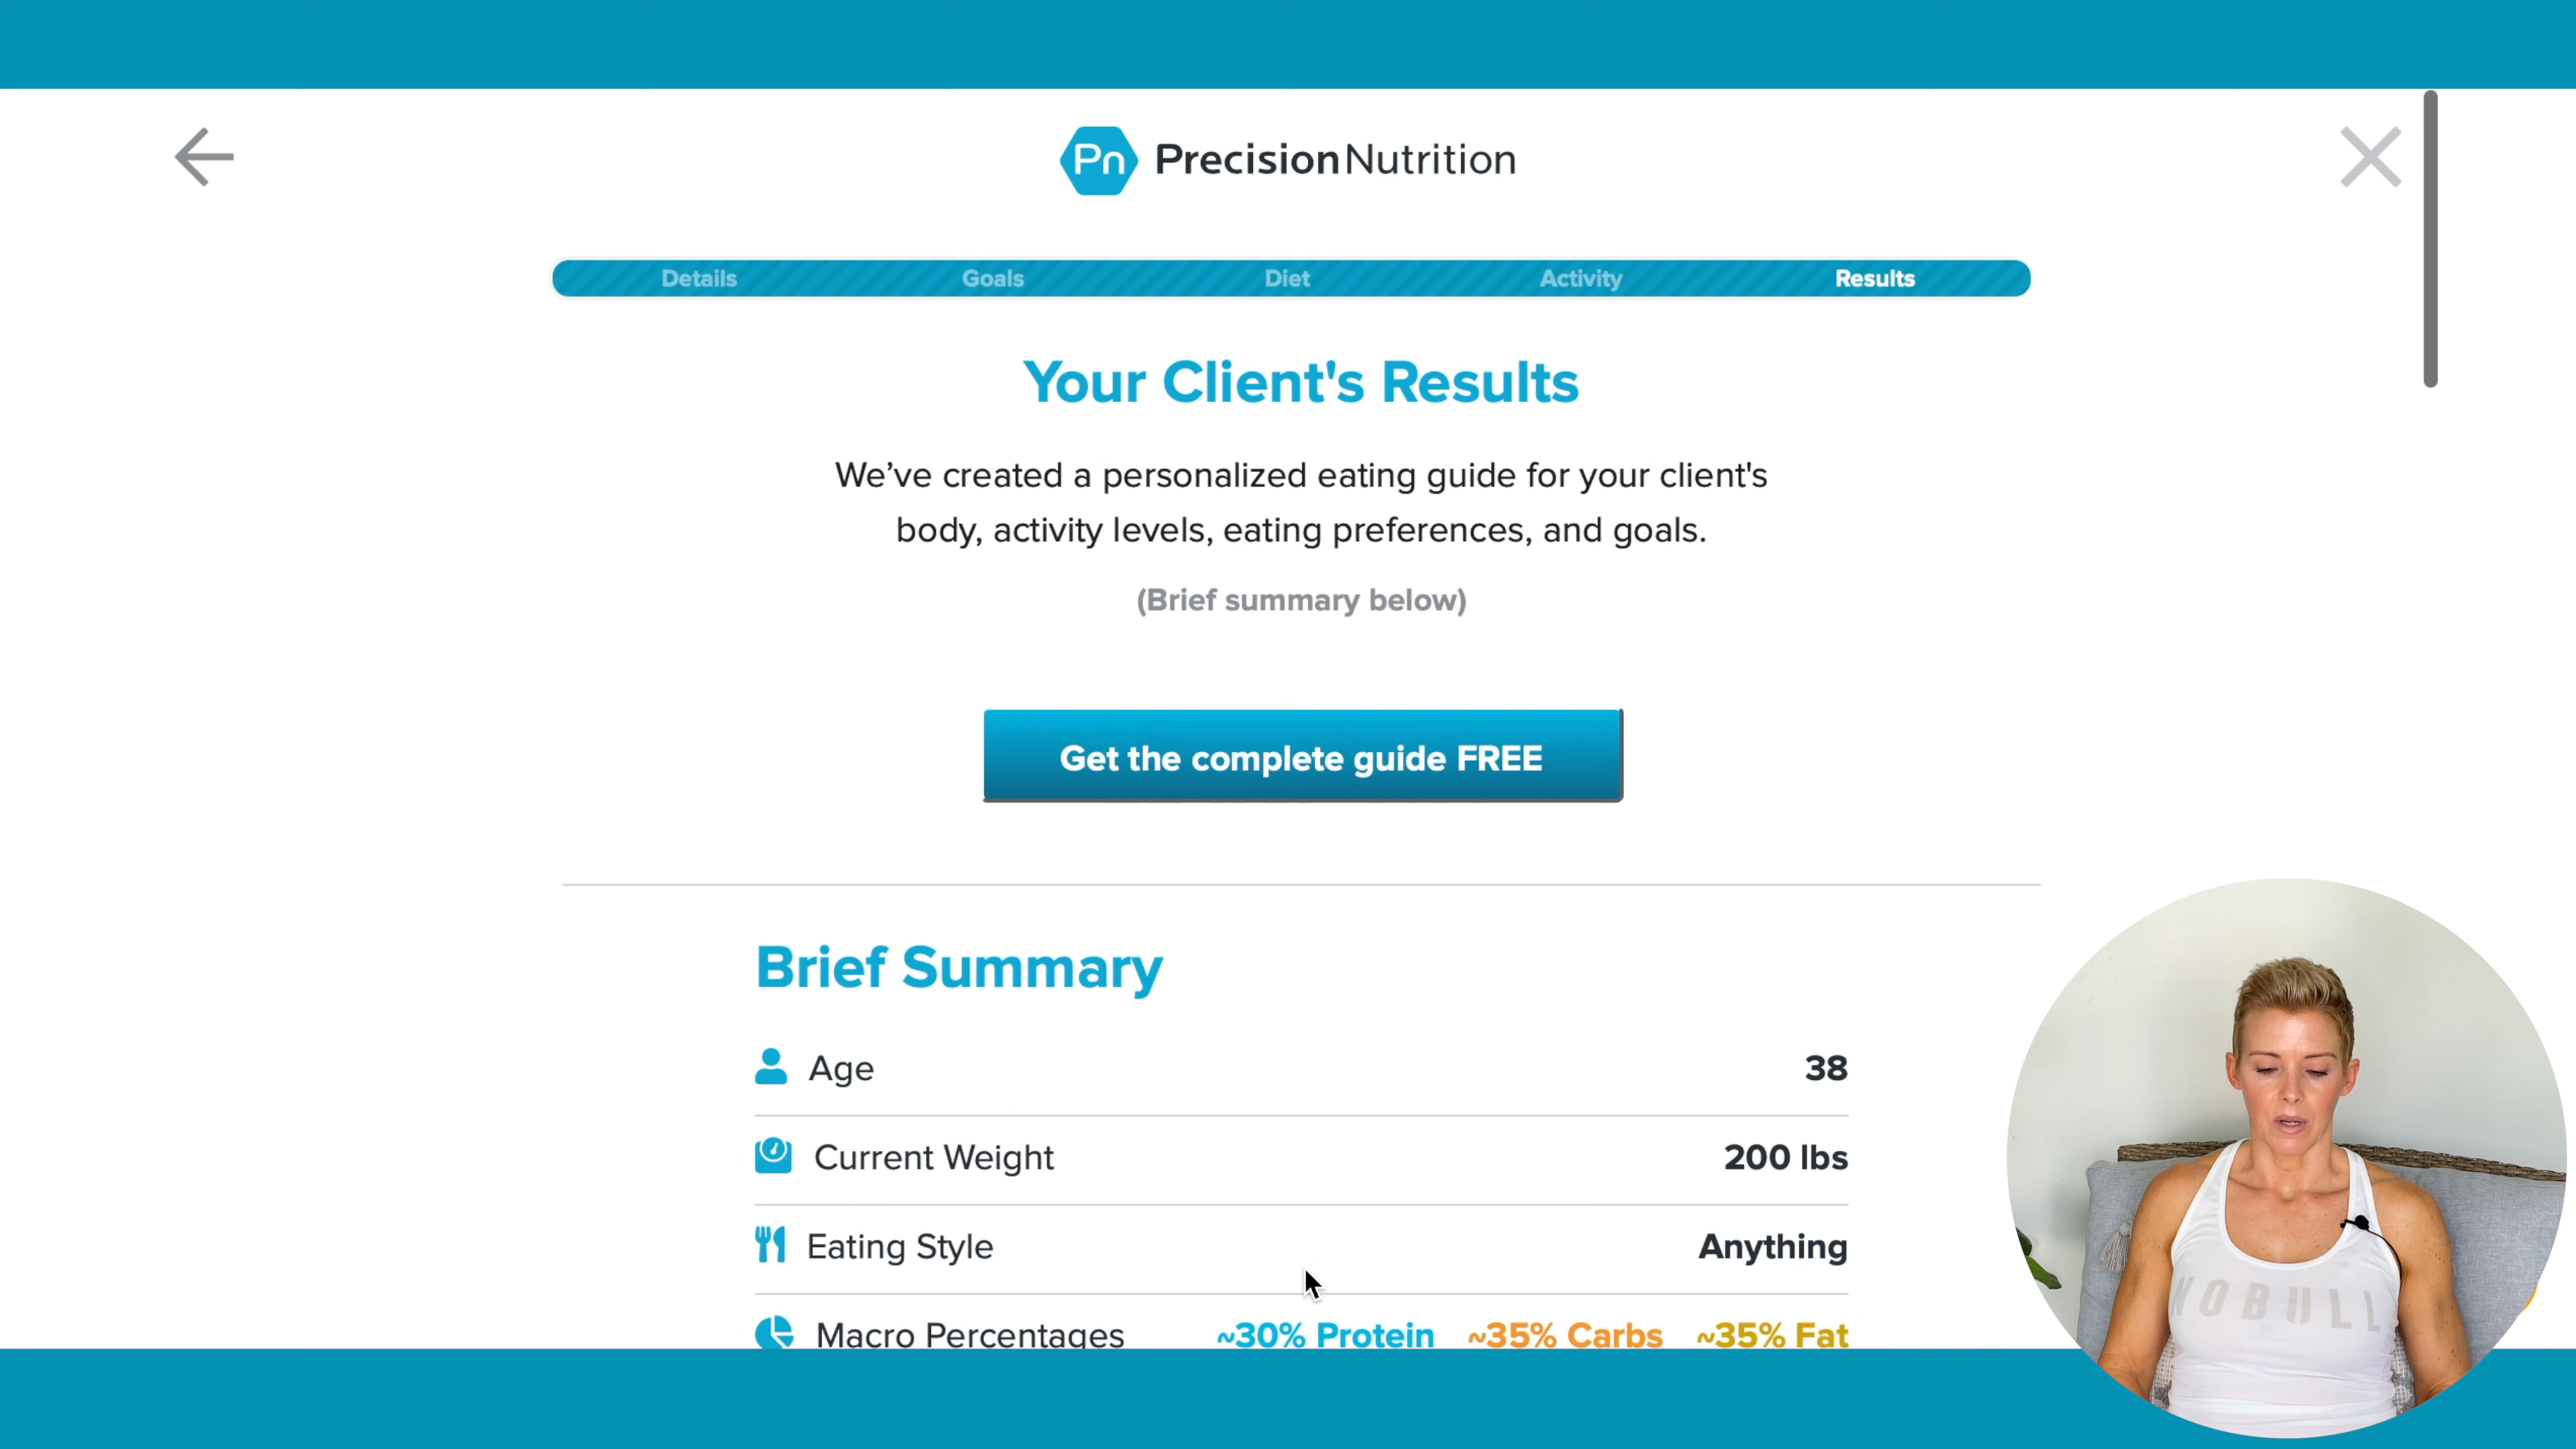 Pn PrecisionNutrition
Details Goals Diet Activity Results
Your Client's Results
We’ve created a personalized eating guide for your client's
body, activity levels, eating preferences, and goals.
(Brief summary below)
Get the complete guide FREE
Brief Summary
Age 38
Current Weight 200 lbs
Eating Style Anything
Macro Percentages ~30% Protein ~35% Carbs ~35% Fat
NOBULL